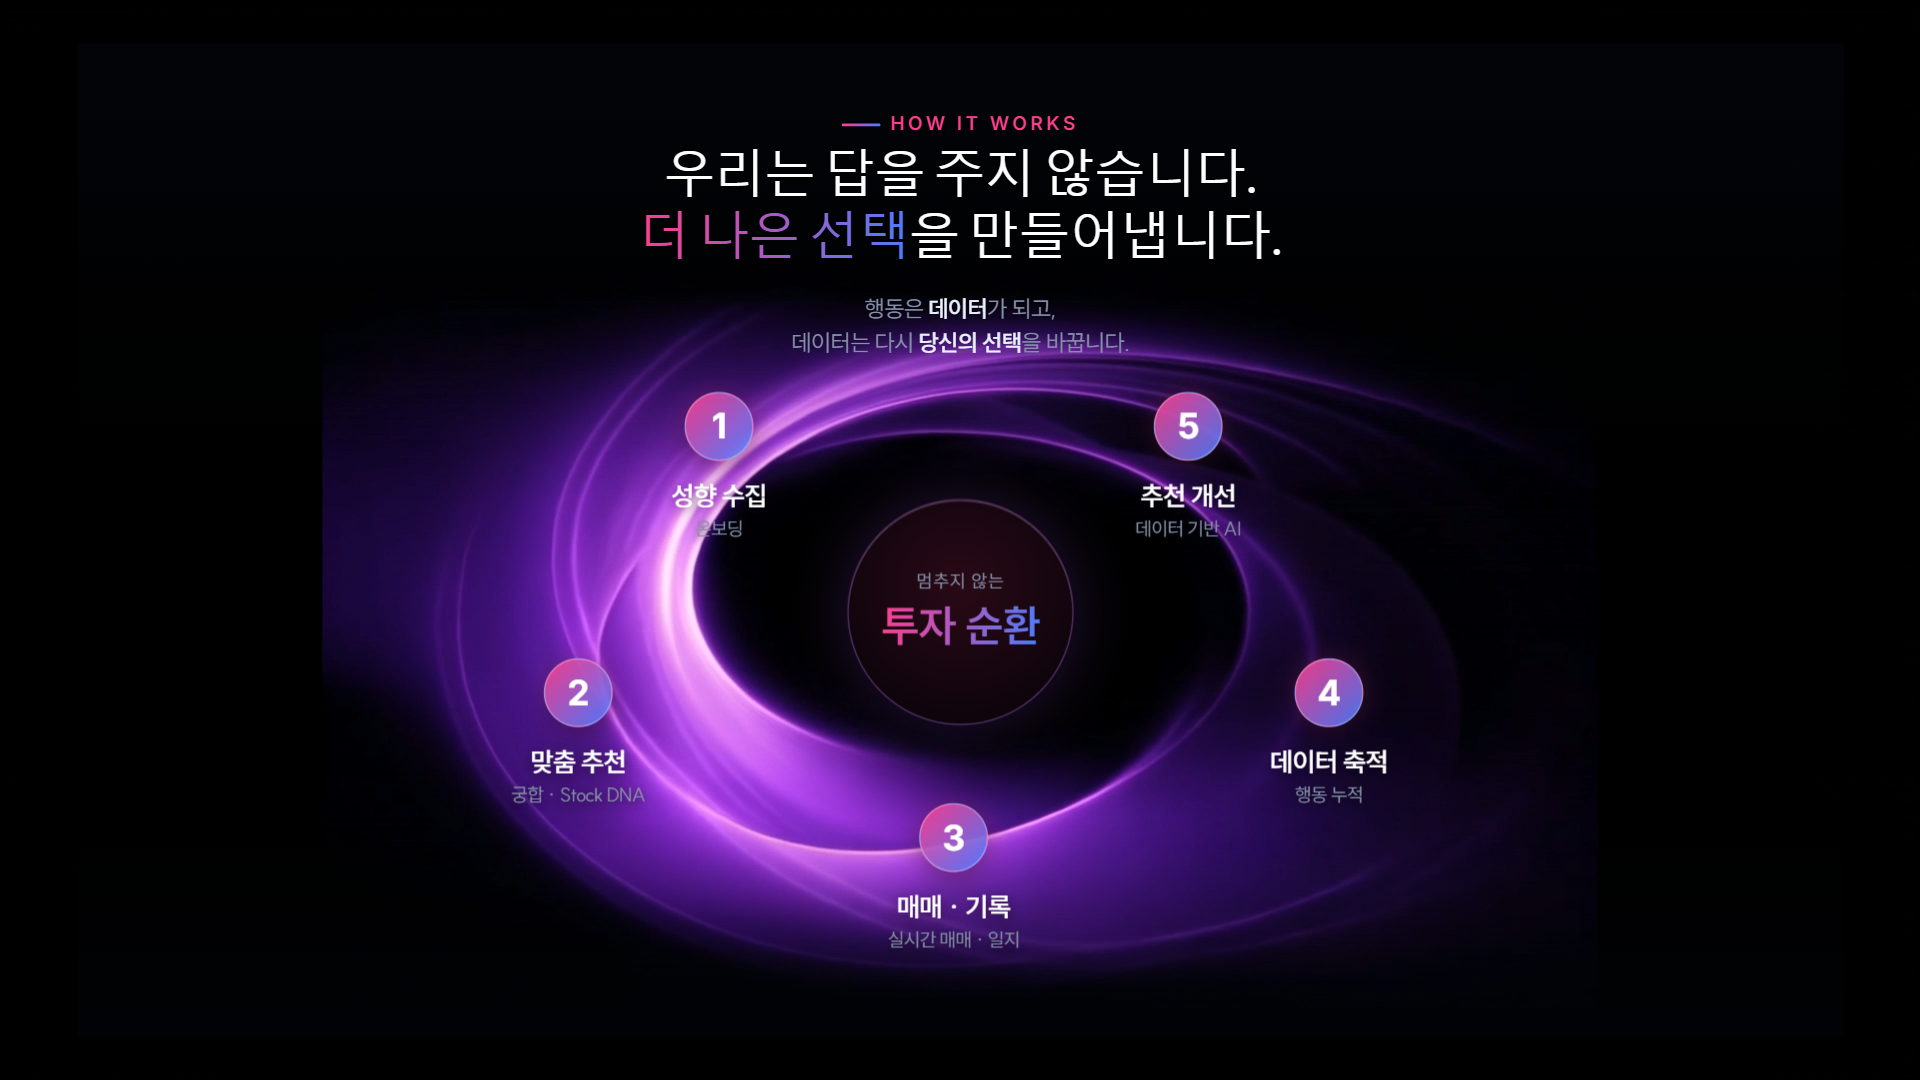 HOW IT WORKS
우리는 답을 주지 않습니다.
더 나은 선택을 만들어냅니다.
행동은 데이터가 되고,
데이터는 다시 당신의 선택을 바꿉니다.
1
성향 수집
온보딩
2
맞춤 추천
궁합 · Stock DNA
3
매매 · 기록
실시간 매매 · 일지
4
데이터 축적
행동 누적
5
추천 개선
데이터 기반 AI
멈추지 않는
투자 순환